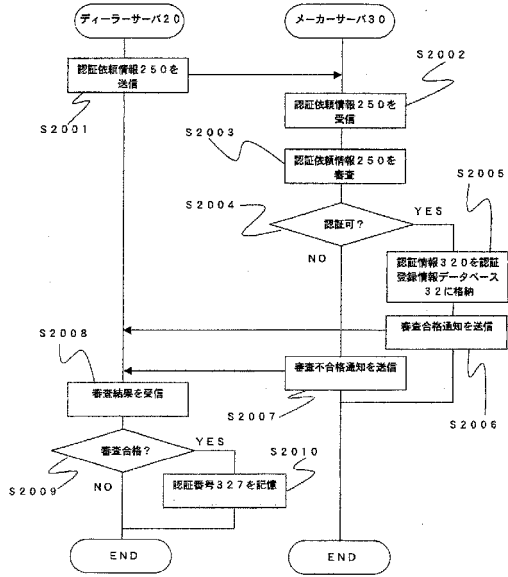 ディーラーサーバ20
メーカーサーバ30
認証依頼情報250を
送信
S2001
S2002
認証依頼情報250を
受信
S2003
認証依頼情報250を
審査
S2004
認証可?
YES
NO
S2005
認証情報320を認証
登録情報データベース
32に格納
審査合格通知を送信
S2006
審査不合格通知を送信
S2007
S2008
審査結果を受信
審査合格?
YES
NO
S2009
S2010
認証番号327を記憶
END
END